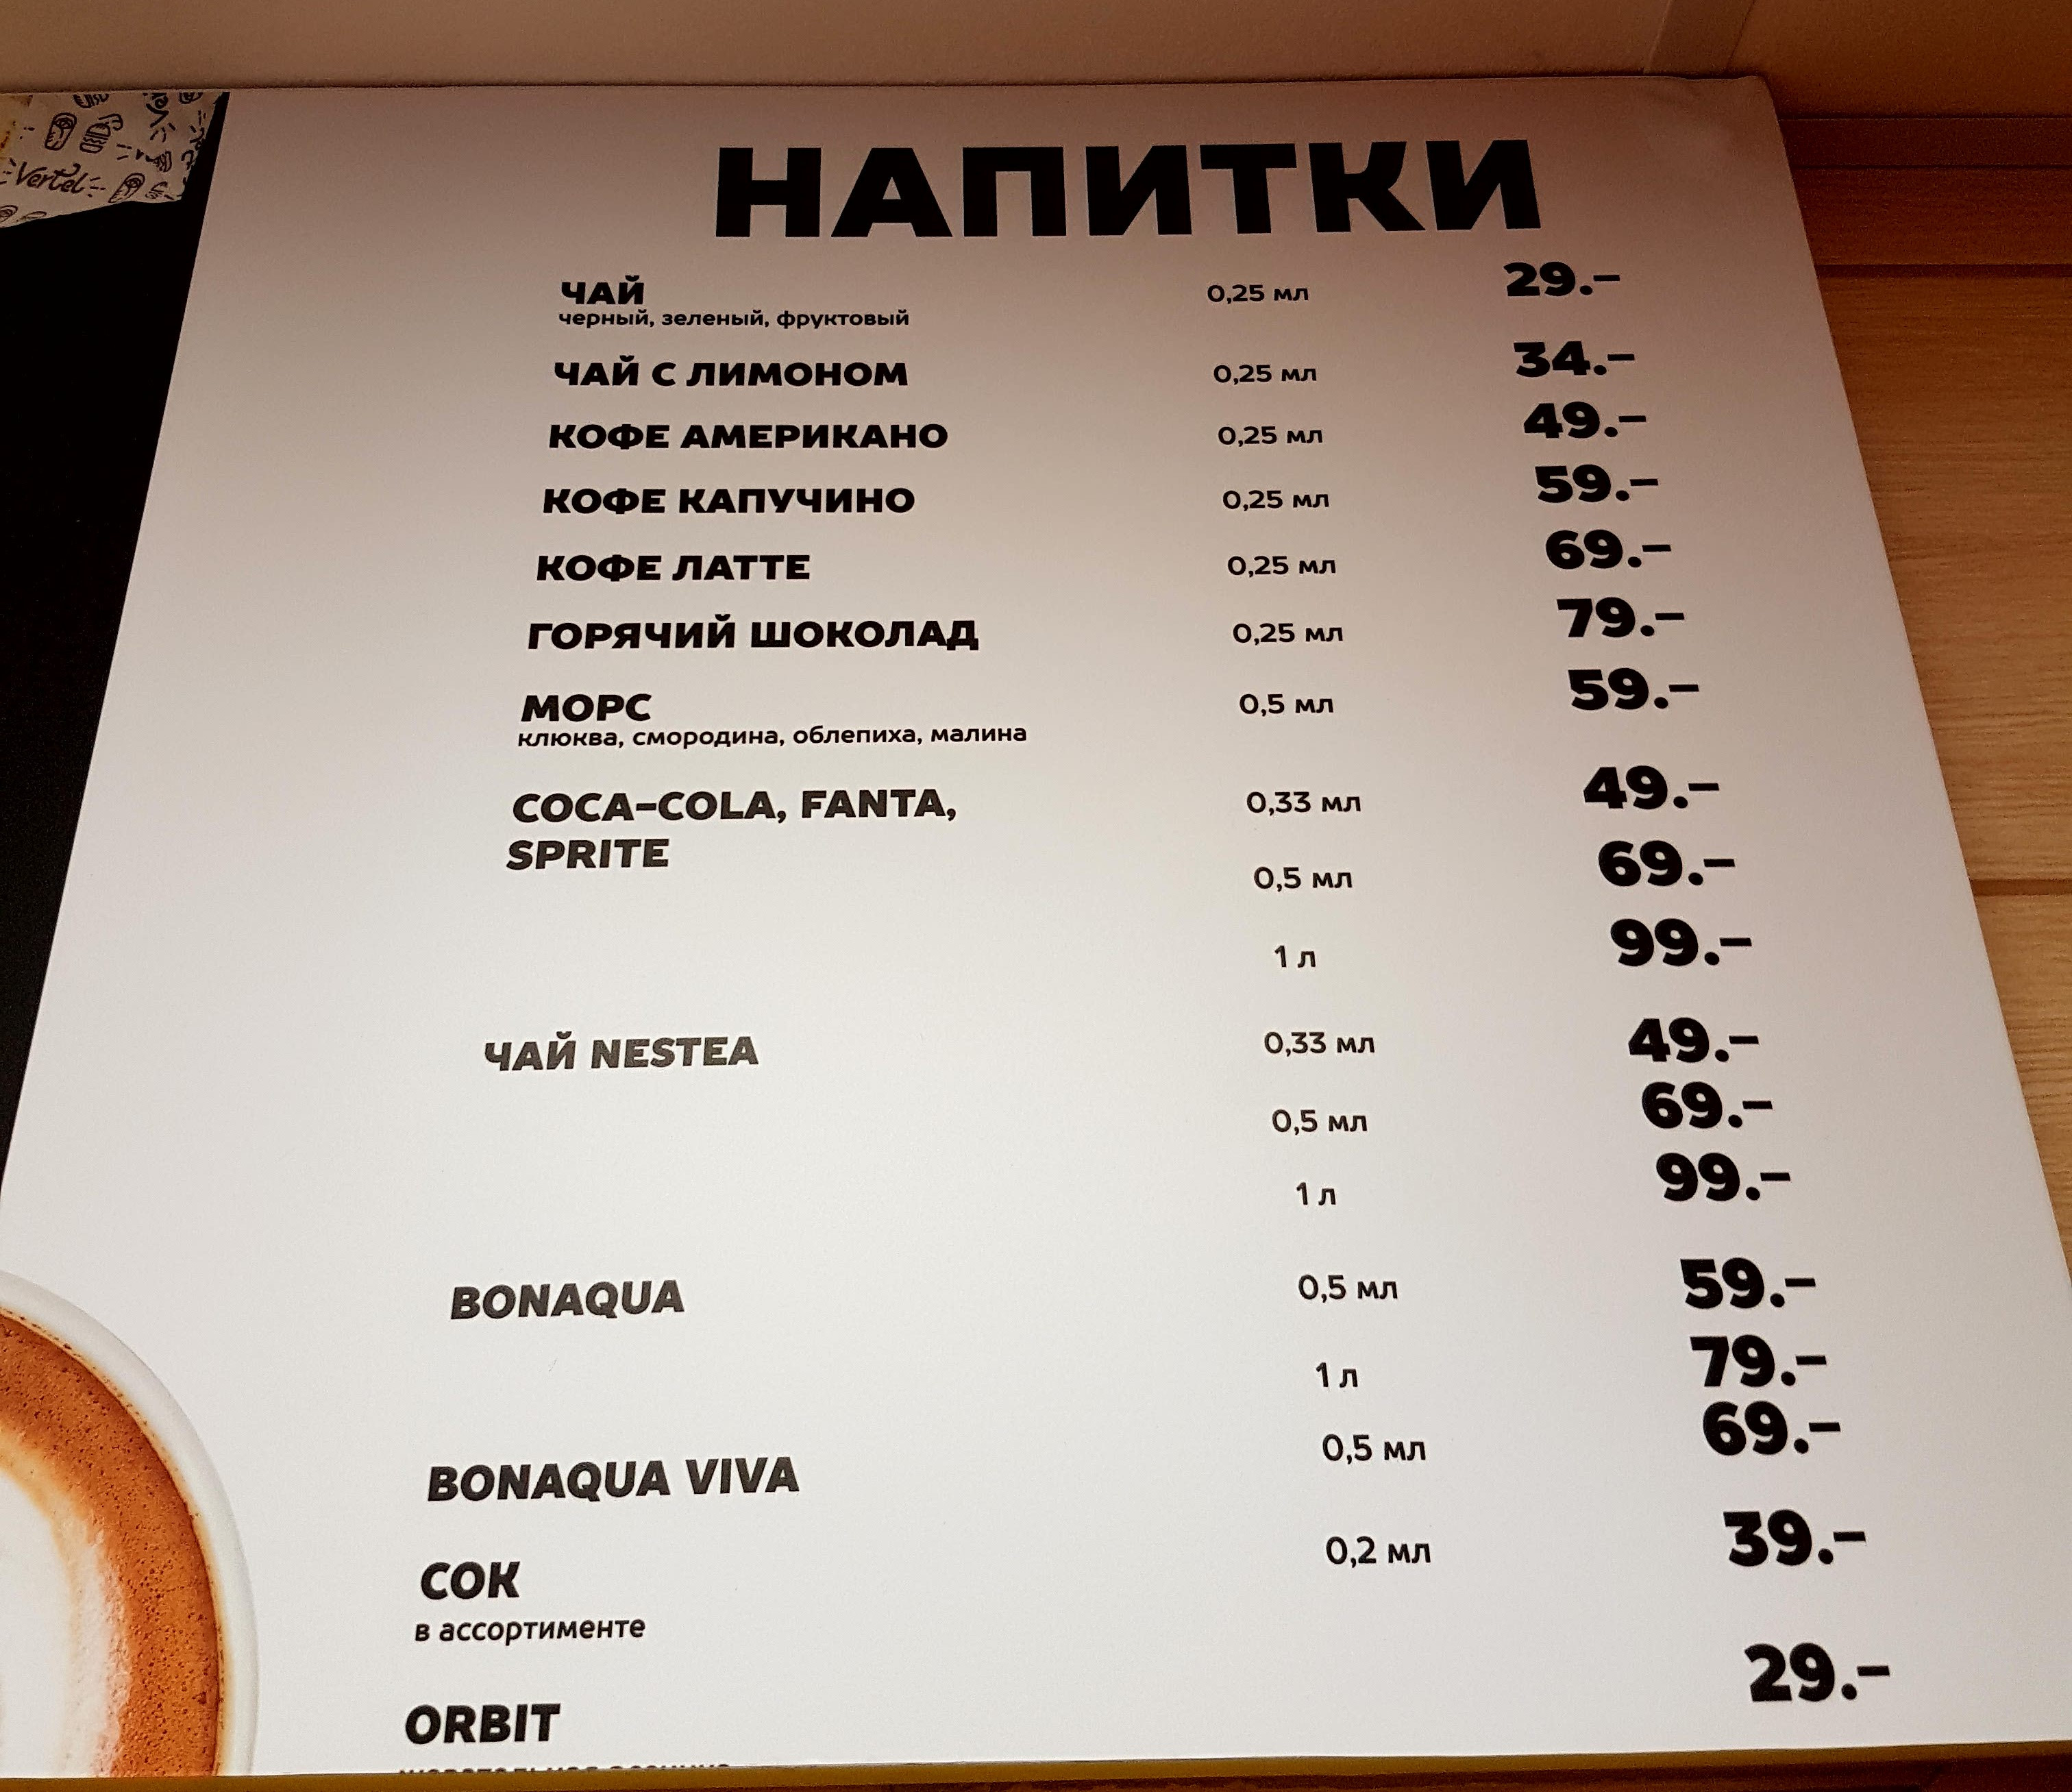 Vertel
НАПИТКИ
ЧАЙ 0,25 мл 29.–
черный, зеленый, фруктовый
ЧАЙ С ЛИМОНОМ 0,25 мл 34.–
КОФЕ АМЕРИКАНО 0,25 мл 49.–
КОФЕ КАПУЧИНО 0,25 мл 59.–
КОФЕ ЛАТТЕ 0,25 мл 69.–
ГОРЯЧИЙ ШОКОЛАД 0,25 мл 79.–
МОРС 0,5 мл 59.–
клюква, смородина, облепиха, малина
COCA-COLA, FANTA, 0,33 мл 49.–
SPRITE 0,5 мл 69.–
1 л 99.–
ЧАЙ NESTEA 0,33 мл 49.–
0,5 мл 69.–
1 л 99.–
BONAQUA 0,5 мл 59.–
1 л 79.–
BONAQUA VIVA 0,5 мл 69.–
СОК 0,2 мл 39.–
в ассортименте
ORBIT 29.–